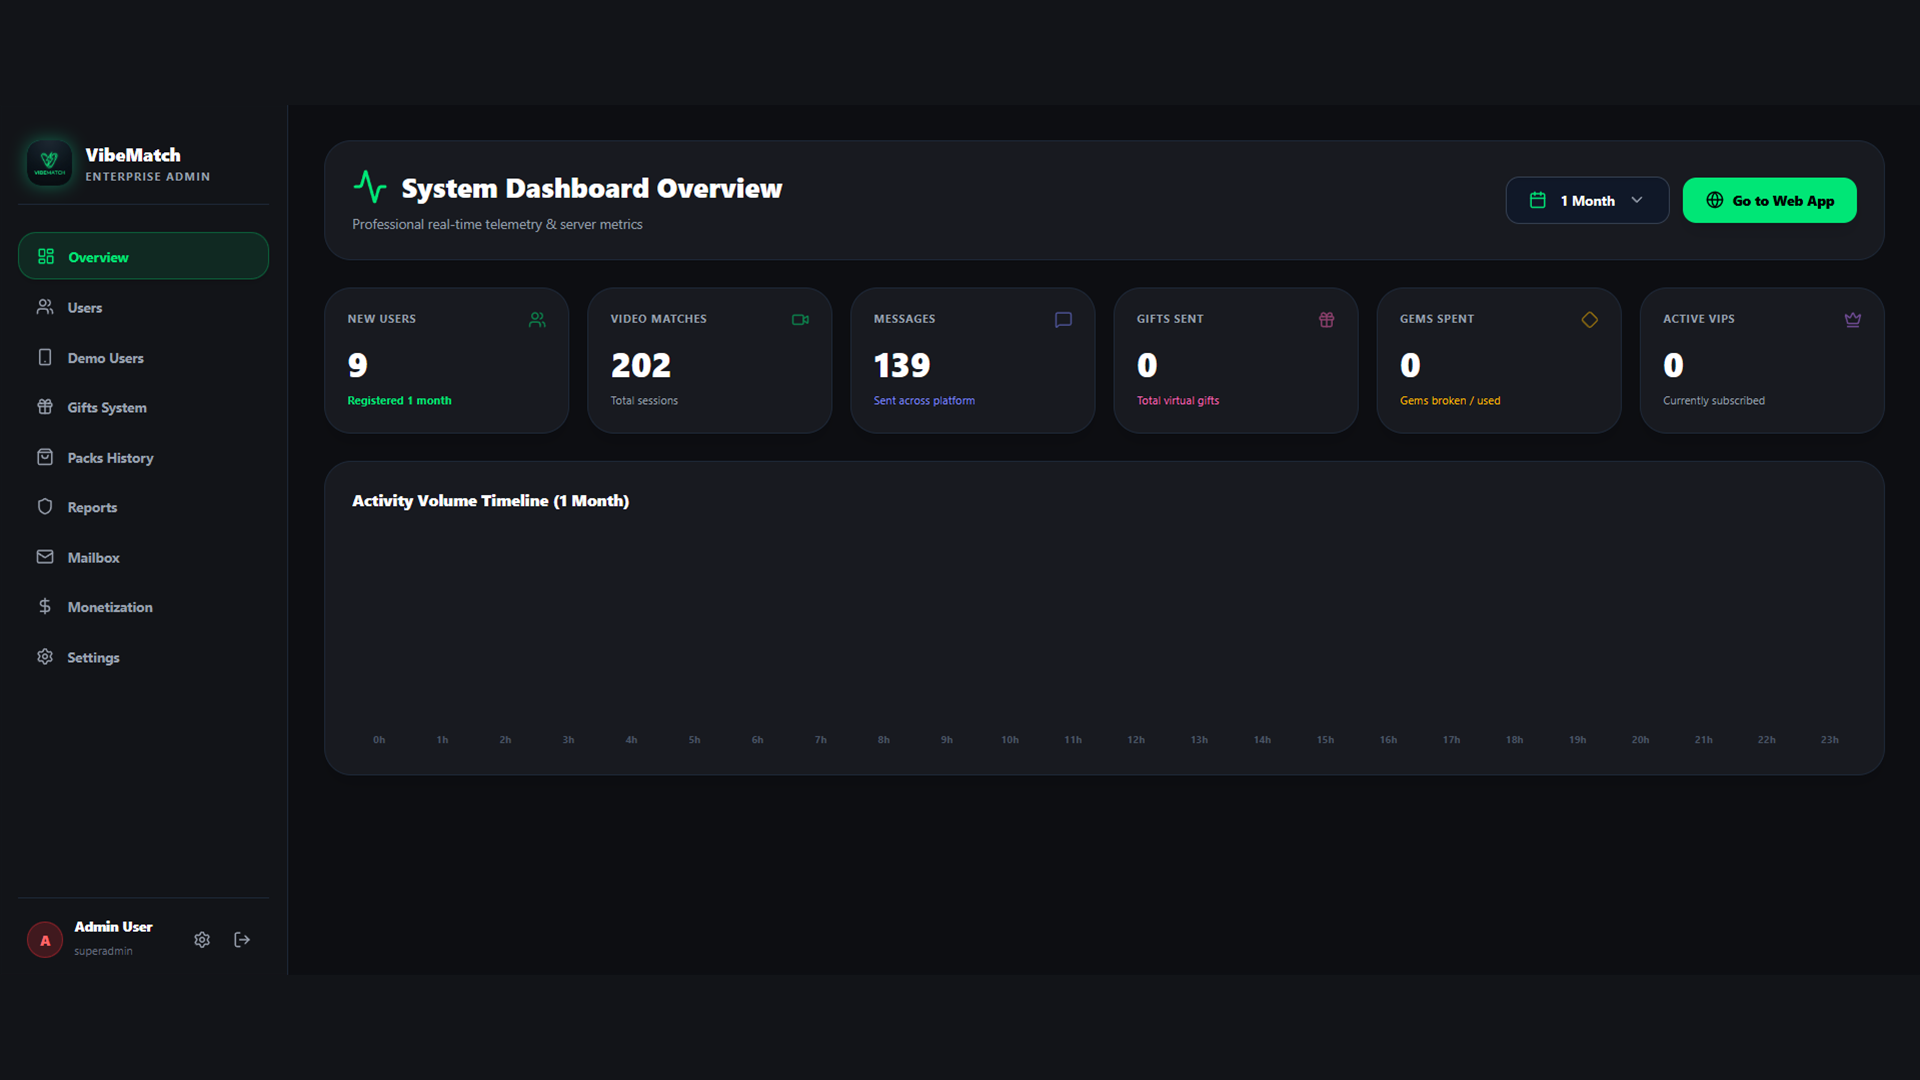 VIBEMATCH
VibeMatch
ENTERPRISE ADMIN
Overview
Users
Demo Users
Gifts System
Packs History
Reports
Mailbox
Monetization
Settings
A
Admin User
superadmin
System Dashboard Overview
Professional real-time telemetry & server metrics
1 Month
Go to Web App
NEW USERS
9
Registered 1 month
VIDEO MATCHES
202
Total sessions
MESSAGES
139
Sent across platform
GIFTS SENT
0
Total virtual gifts
GEMS SPENT
0
Gems broken / used
ACTIVE VIPS
0
Currently subscribed
Activity Volume Timeline (1 Month)
0h 1h 2h 3h 4h 5h 6h 7h 8h 9h 10h 11h 12h 13h 14h 15h 16h 17h 18h 19h 20h 21h 22h 23h